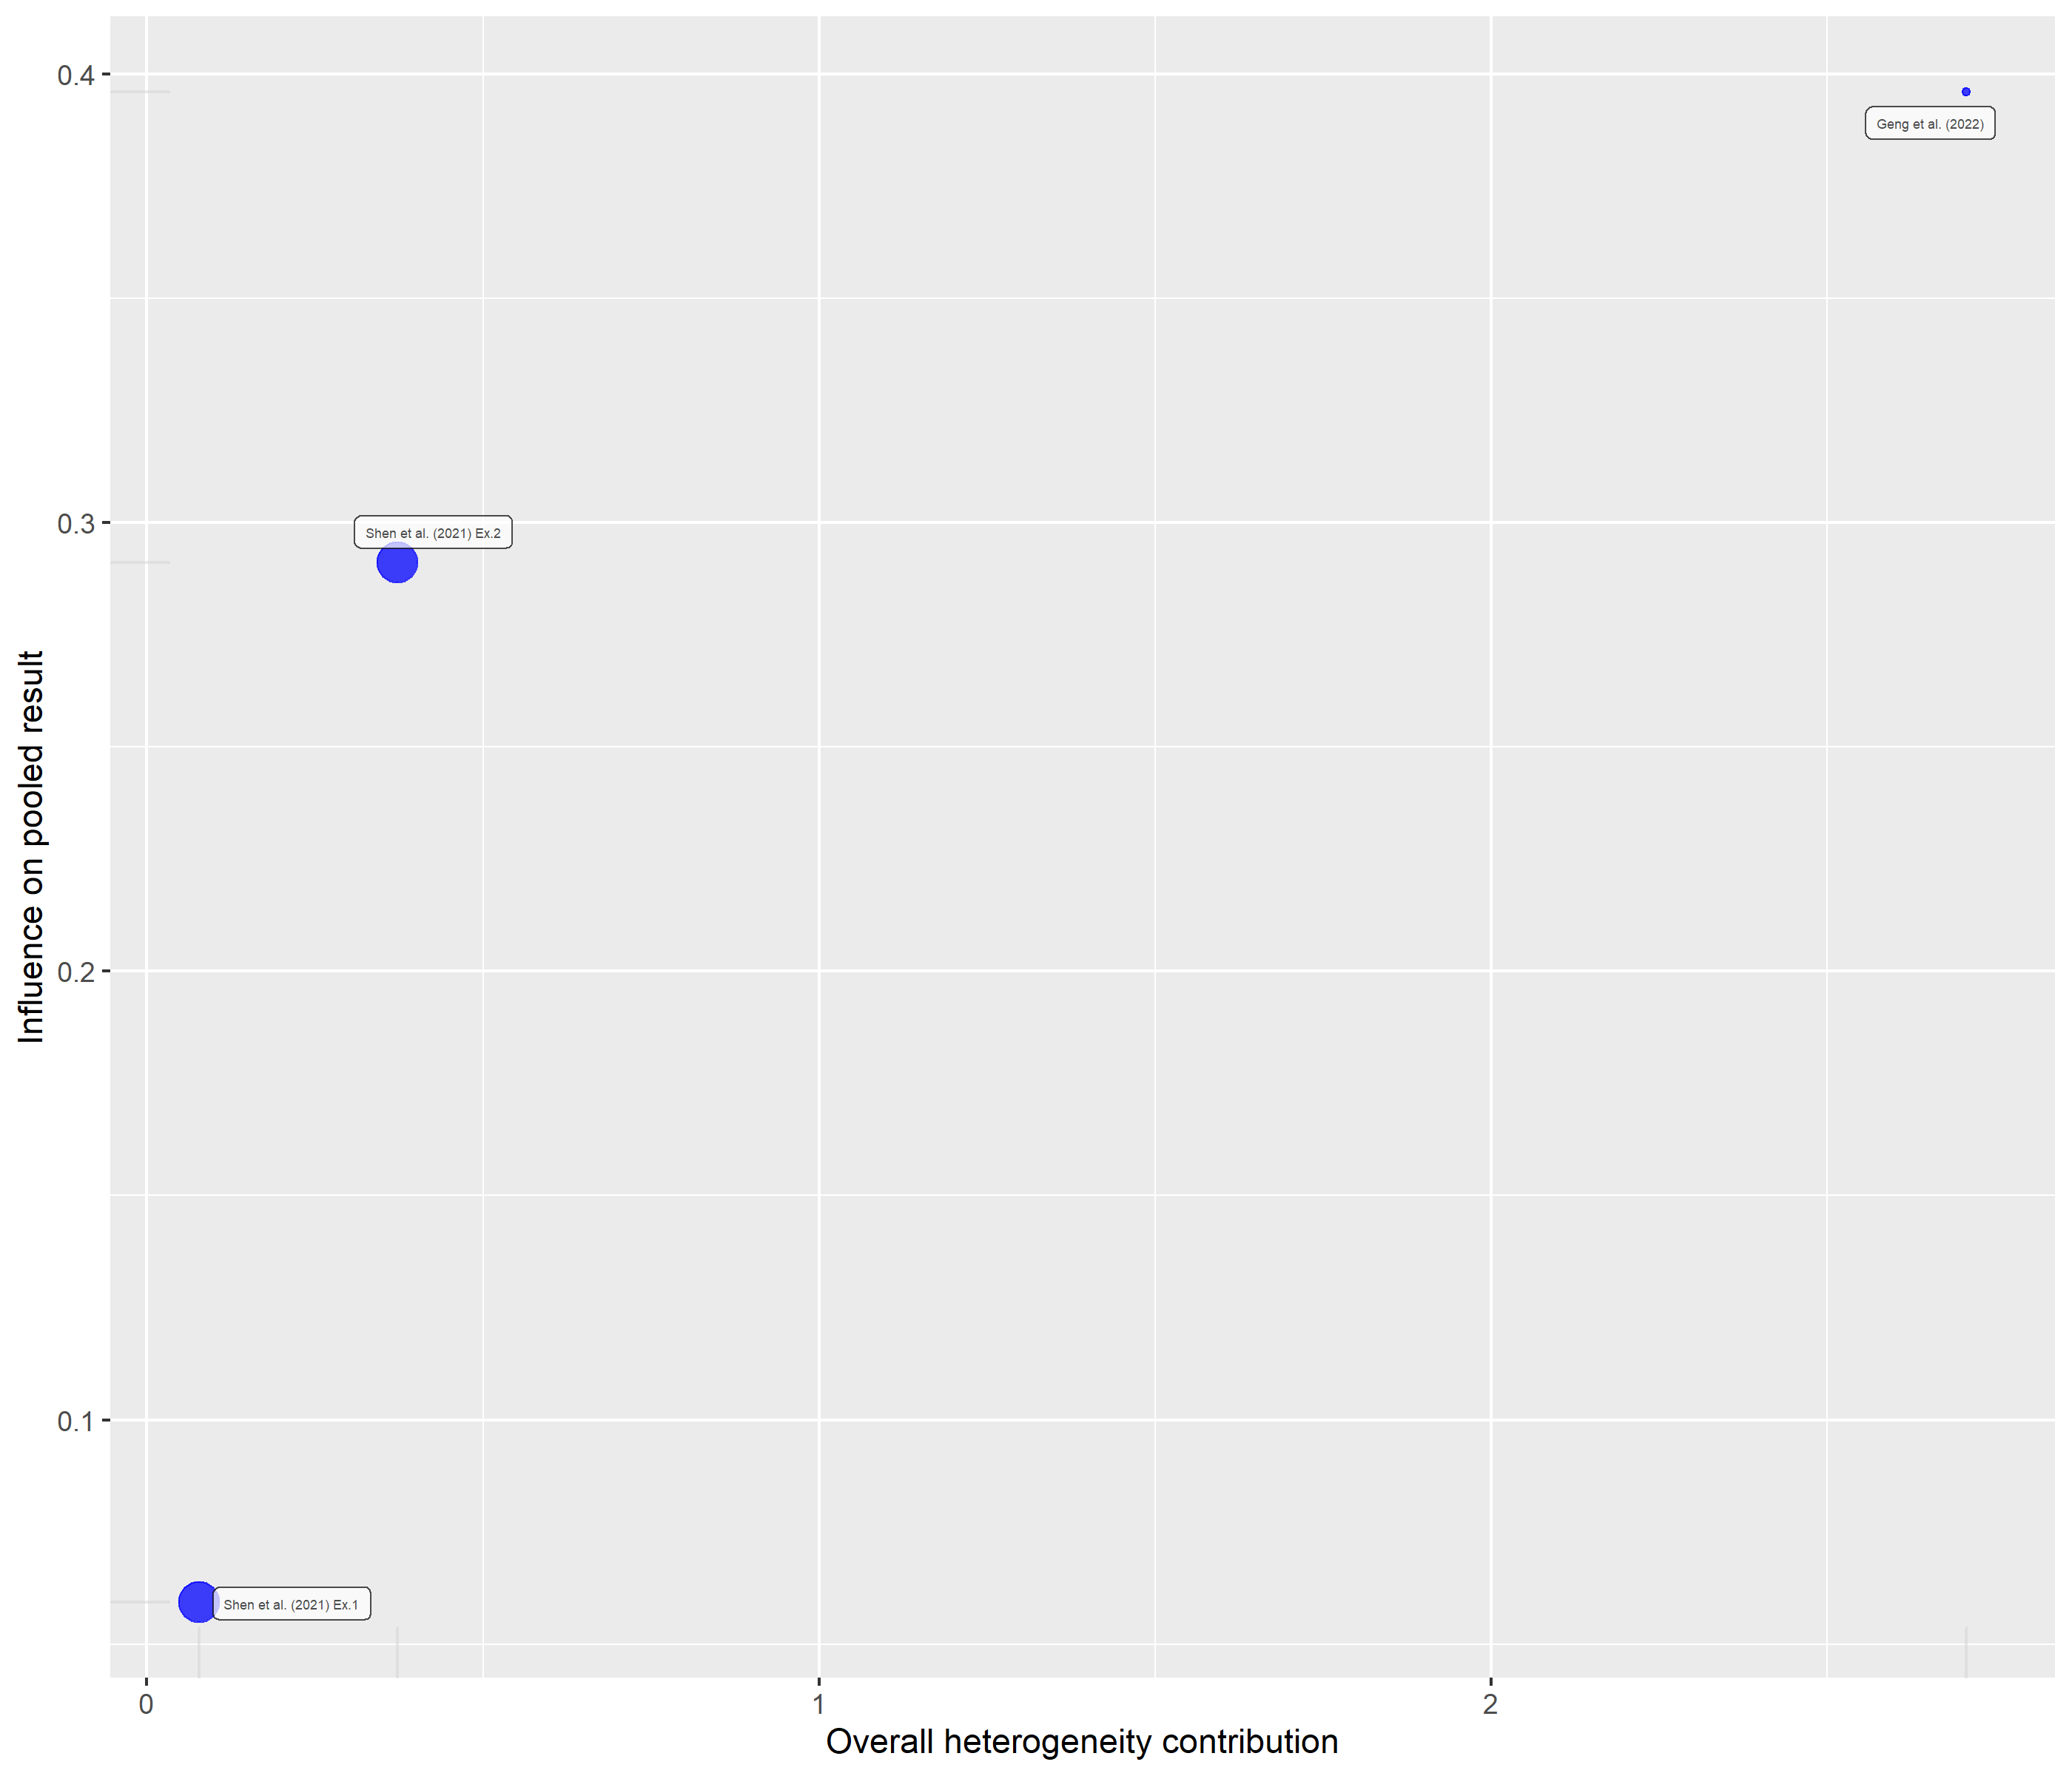 0.4
Geng et al. (2022)
0.3
Shen et al. (2021) Ex.2
Influence on pooled result
0.2
0.1
Shen et al. (2021) Ex.1
0
1
2
Overall heterogeneity contribution